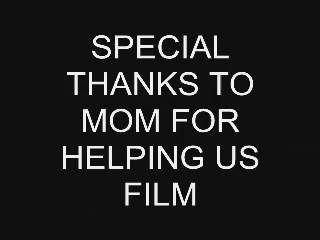 SPECIAL
THANKS TO
MOM FOR
HELPING US
FILM